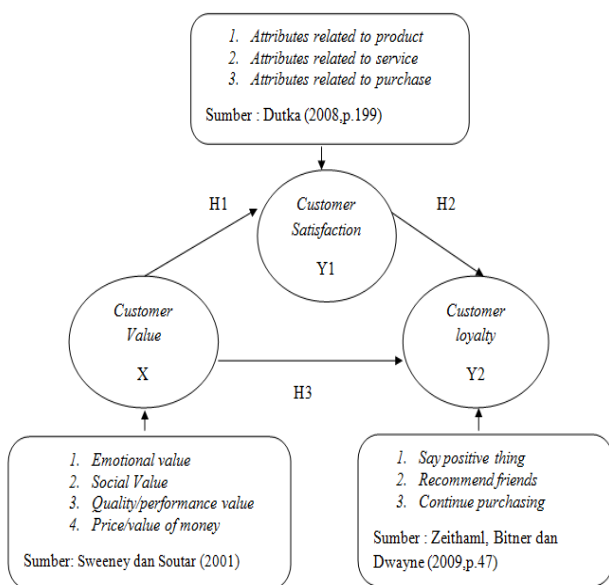 1. Attributes related to product
2. Attributes related to service
3. Attributes related to purchase
Sumber : Dutka (2008,p.199)
H1
Customer
Satisfaction
Y1
H2
Customer
Value
X
Customer
loyalty
Y2
H3
1. Emotional value
2. Social Value
3. Quality/performance value
4. Price/value of money
Sumber: Sweeney dan Soutar (2001)
1. Say positive thing
2. Recommend friends
3. Continue purchasing
Sumber : Zeithaml, Bitner dan
Dwayne (2009,p.47)